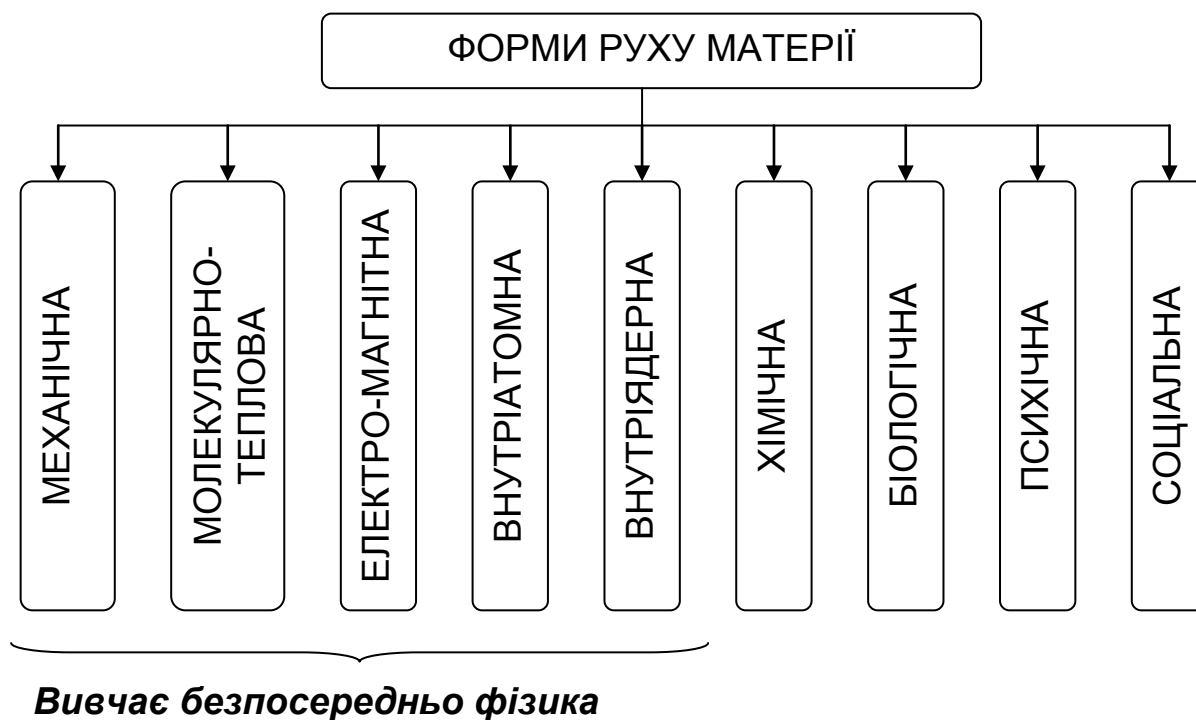 ФОРМИ РУХУ МАТЕРІЇ
МЕХАНІЧНА
МОЛЕКУЛЯРНО-
ТЕПЛОВА
ЕЛЕКТРО-МАГНІТНА
ВНУТРІАТОМНА
ВНУТРІЯДЕРНА
ХІМІЧНА
БІОЛОГІЧНА
ПСИХІЧНА
СОЦІАЛЬНА
Вивчає безпосередньо фізика